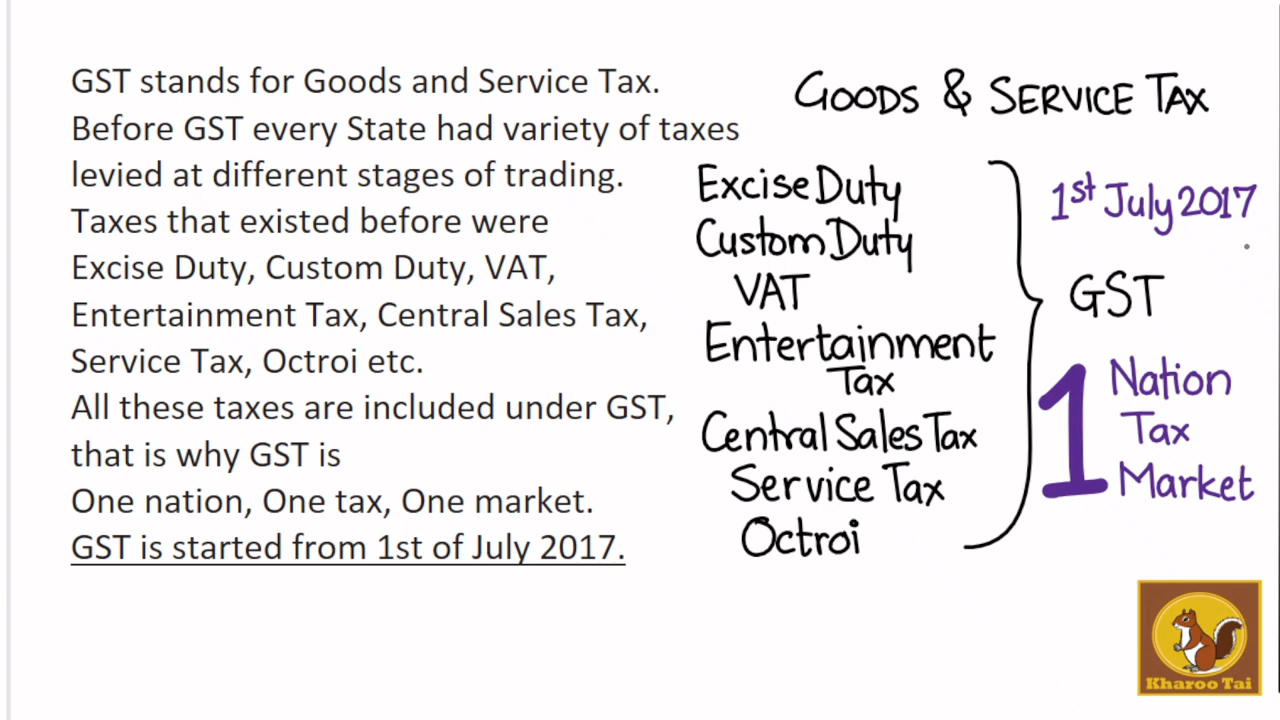 GST stands for Goods and Service Tax.
Before GST every State had variety of taxes
levied at different stages of trading.
Taxes that existed before were
Excise Duty, Custom Duty, VAT,
Entertainment Tax, Central Sales Tax,
Service Tax, Octroi etc.
All these taxes are included under GST,
that is why GST is
One nation, One tax, One market.
GST is started from 1st of July 2017.
GOODS & SERVICE TAX
Excise Duty
Custom Duty
VAT
Entertainment
Tax
Central Sales Tax
Service Tax
Octroi
1st July 2017
GST
1 Nation
Tax
Market
Kharoo Tai